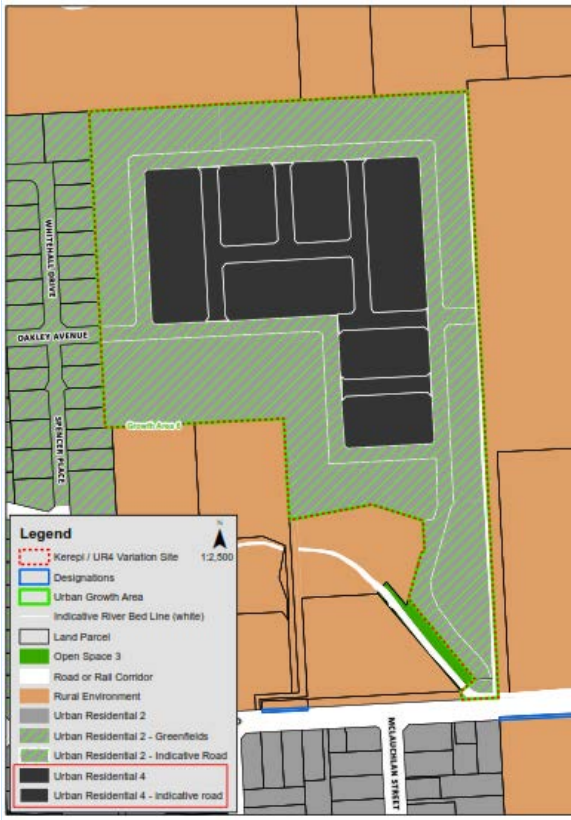 WHITEHALL DRIVE
OAKLEY AVENUE
SPENCER PLACE
Growth Area 6
Legend
N
Kerepi / UR4 Variation Site
1:2,500
Designations
Urban Growth Area
Indicative River Bed Line (white)
Land Parcel
Open Space 3
Road or Rail Corridor
Rural Environment
Urban Residential 2
Urban Residential 2 - Greenfields
Urban Residential 2 - Indicative Road
Urban Residential 4
Urban Residential 4 - Indicative road
MCLAUCHLAN STREET